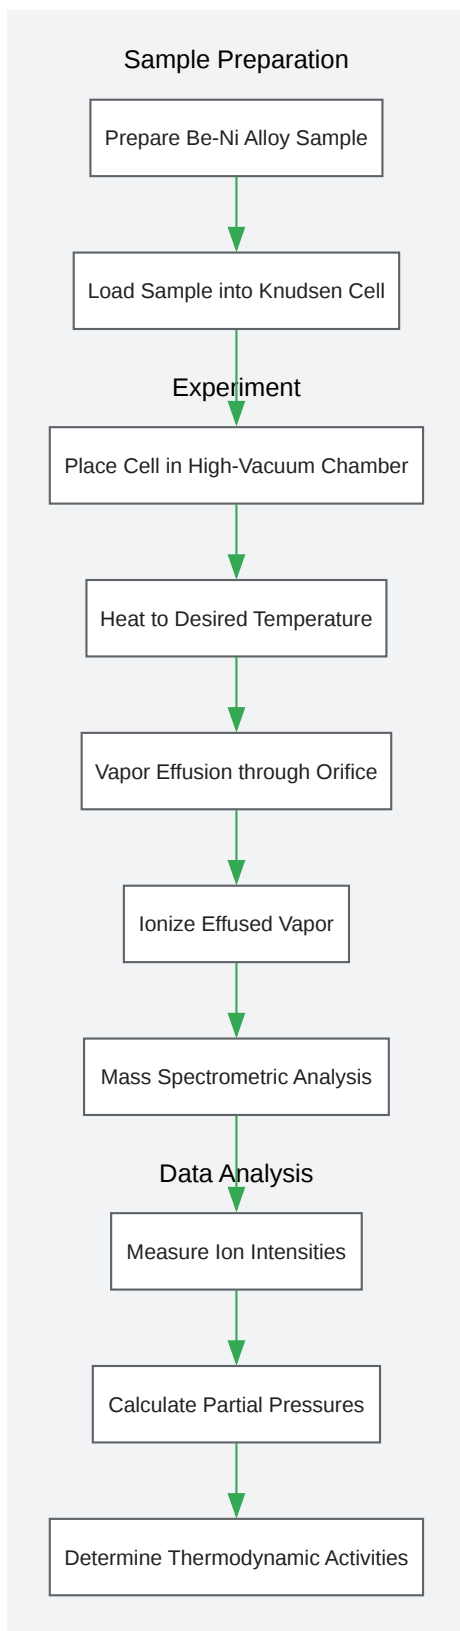 Sample Preparation
Prepare Be-Ni Alloy Sample
Load Sample into Knudsen Cell
Experiment
Place Cell in High-Vacuum Chamber
Heat to Desired Temperature
Vapor Effusion through Orifice
Ionize Effused Vapor
Mass Spectrometric Analysis
Data Analysis
Measure Ion Intensities
Calculate Partial Pressures
Determine Thermodynamic Activities